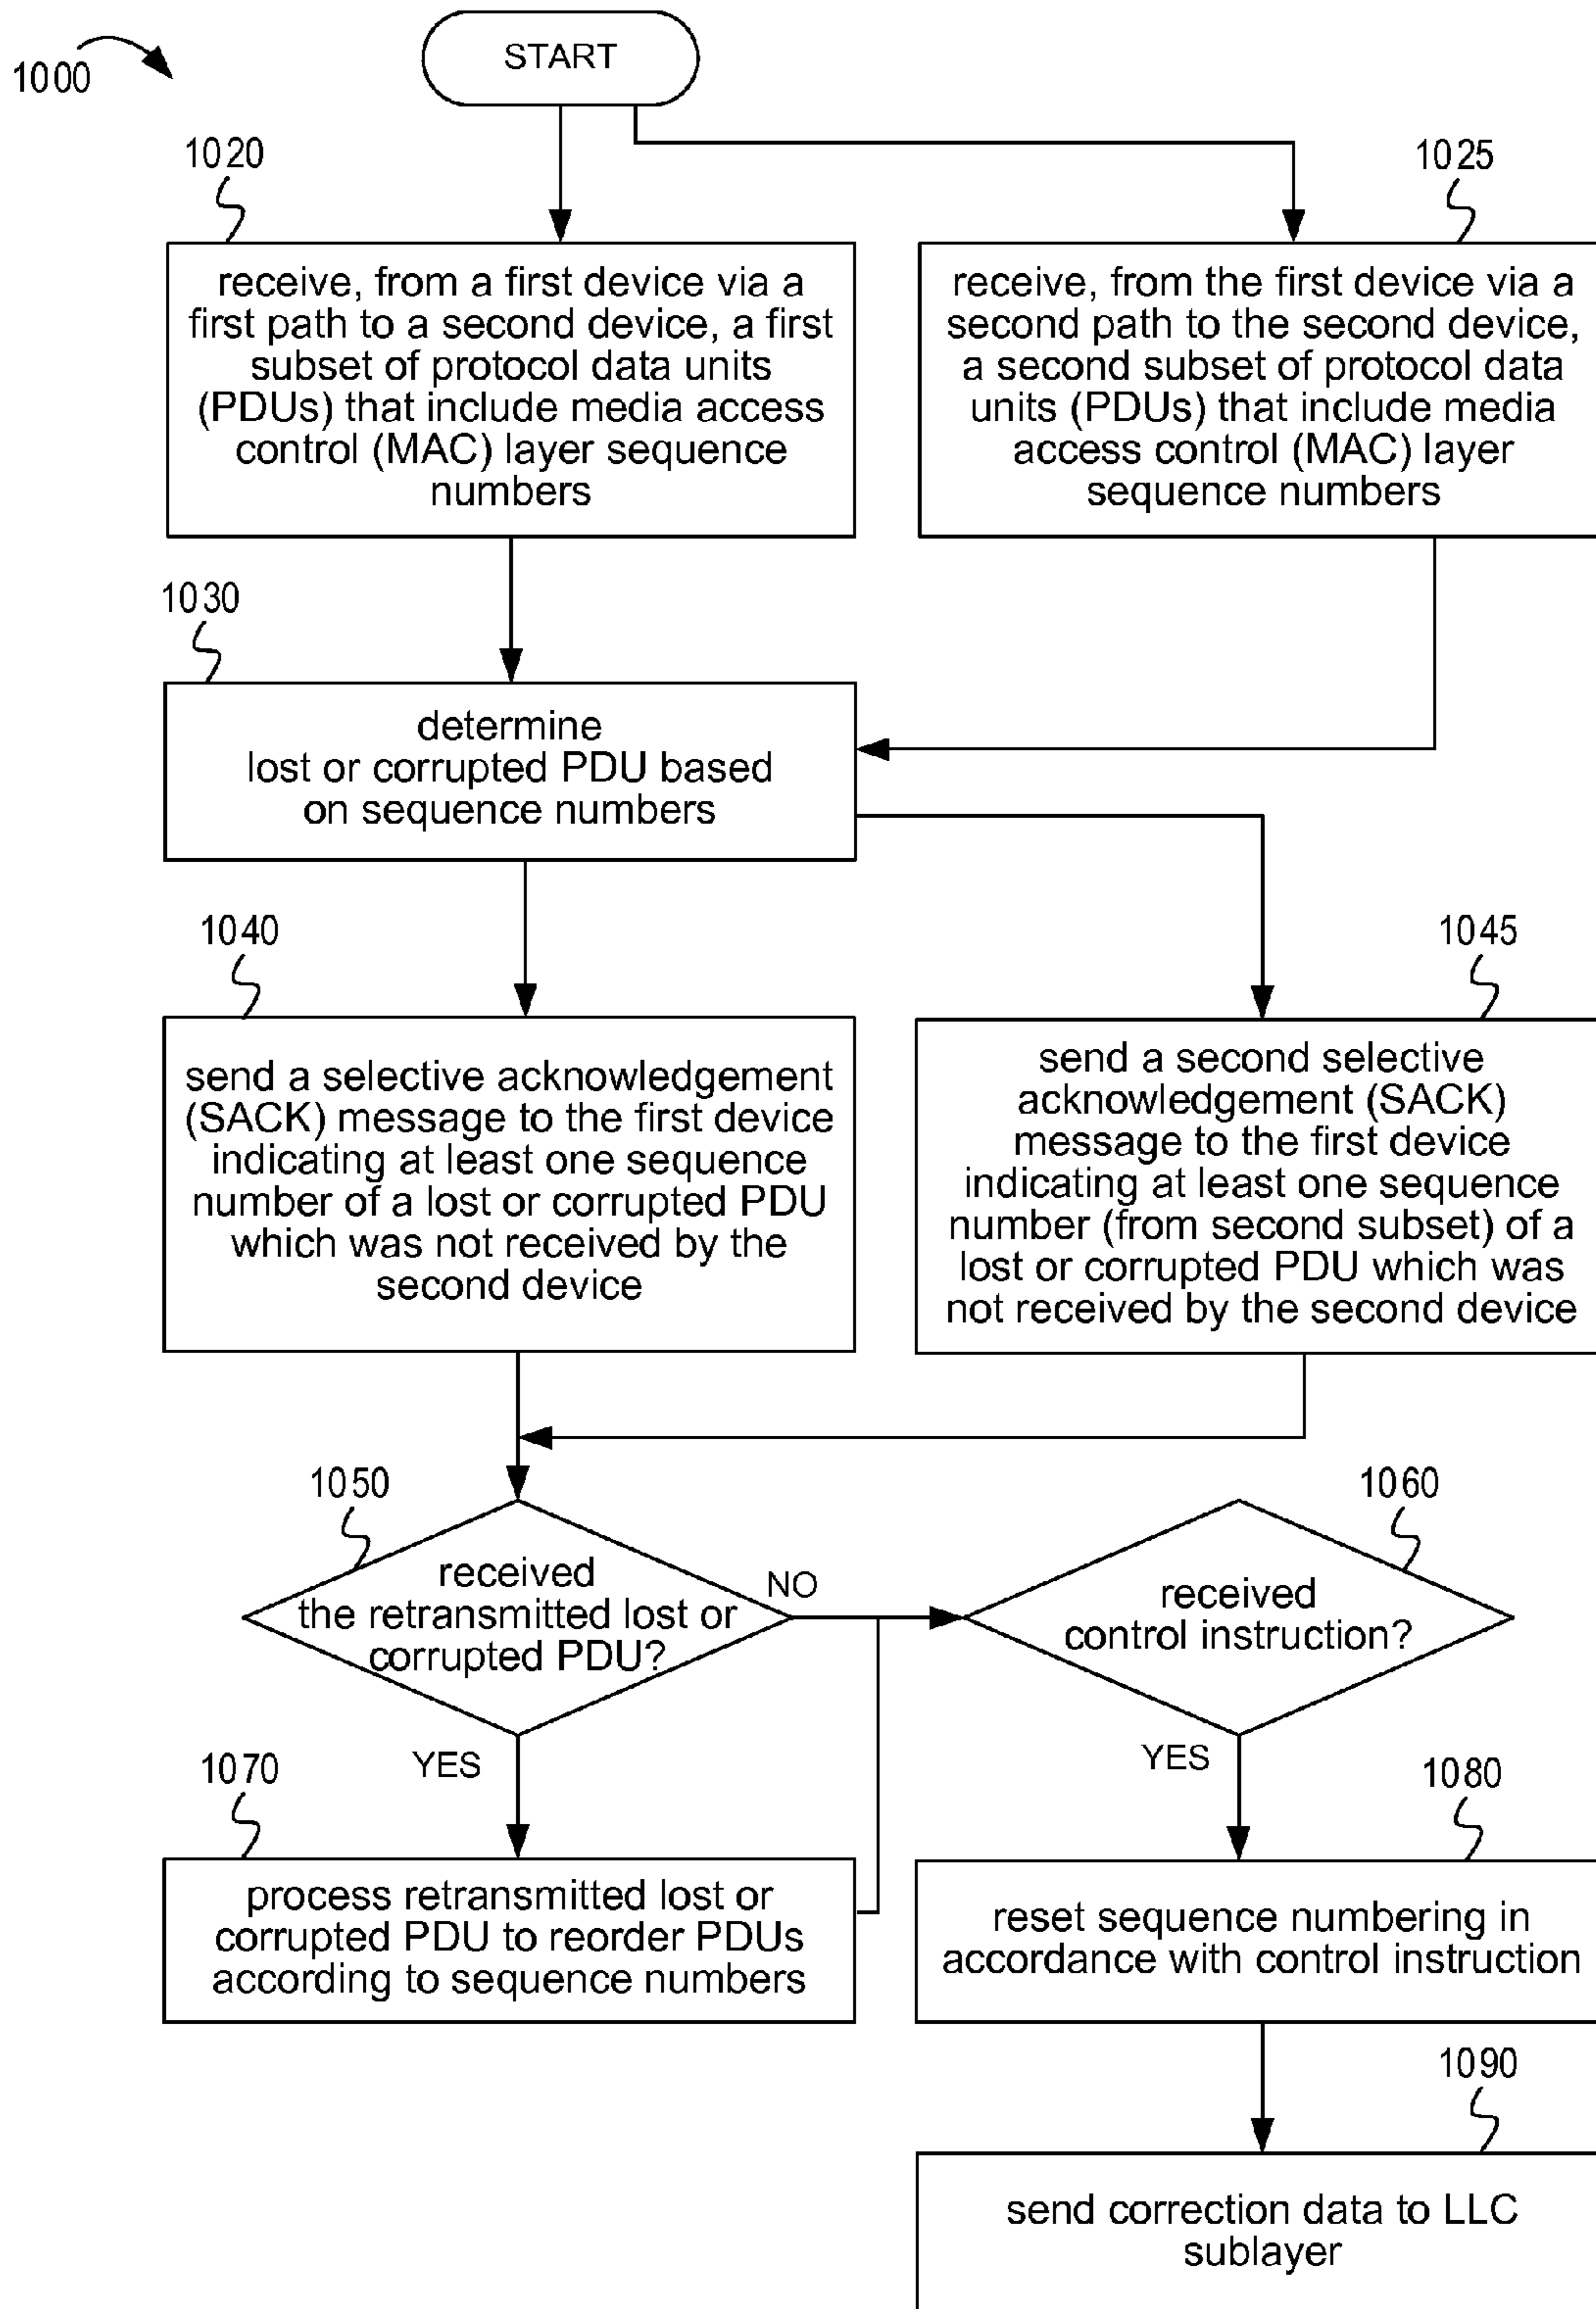 1000
START
1020
1025
receive, from a first device via a
first path to a second device, a first
subset of protocol data units
(PDUs) that include media access
control (MAC) layer sequence
numbers
receive, from the first device via a
second path to the second device,
a second subset of protocol data
units (PDUs) that include media
access control (MAC) layer
sequence numbers
1030
determine
lost or corrupted PDU based
on sequence numbers
1040
1045
send a selective acknowledgement
(SACK) message to the first device
indicating at least one sequence
number of a lost or corrupted PDU
which was not received by the
second device
send a second selective
acknowledgement (SACK)
message to the first device
indicating at least one sequence
number (from second subset) of a
lost or corrupted PDU which was
not received by the second device
1050
1060
received
the retransmitted lost or
corrupted PDU?
NO
received
control instruction?
YES
YES
1070
1080
process retransmitted lost or
corrupted PDU to reorder PDUs
according to sequence numbers
reset sequence numbering in
accordance with control instruction
1090
send correction data to LLC
sublayer